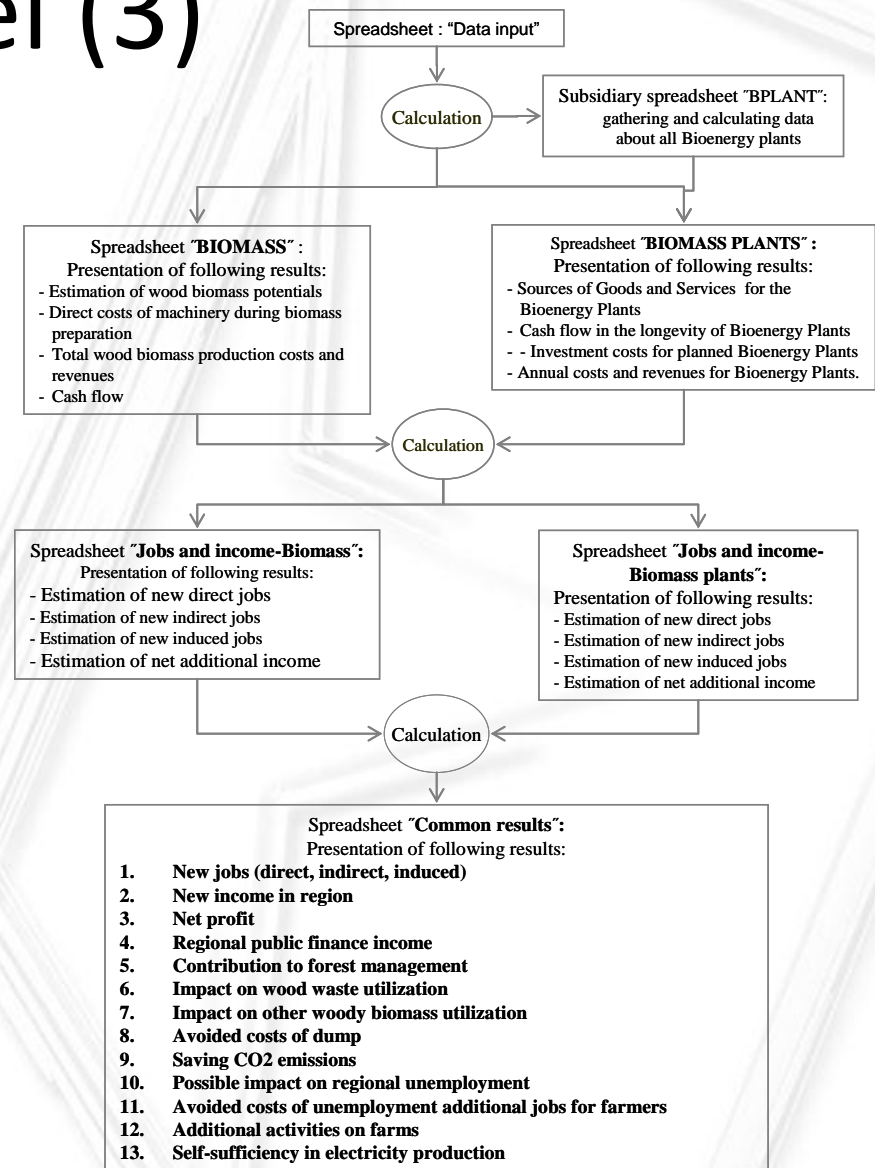 el (3)
Spreadsheet : “Data input”
Calculation
Subsidiary spreadsheet ˝BPLANT˝:
gathering and calculating data
about all Bioenergy plants
Spreadsheet ˝BIOMASS˝ :
Presentation of following results:
- Estimation of wood biomass potentials
- Direct costs of machinery during biomass
preparation
- Total wood biomass production costs and
revenues
- Cash flow
Spreadsheet ˝BIOMASS PLANTS˝ :
Presentation of following results:
- Sources of Goods and Services for the
Bioenergy Plants
- Cash flow in the longevity of Bioenergy Plants
- - Investment costs for planned Bioenergy Plants
- Annual costs and revenues for Bioenergy Plants.
Calculation
Spreadsheet ˝Jobs and income-Biomass˝:
Presentation of following results:
- Estimation of new direct jobs
- Estimation of new indirect jobs
- Estimation of new induced jobs
- Estimation of net additional income
Spreadsheet ˝Jobs and income-
Biomass plants˝:
Presentation of following results:
- Estimation of new direct jobs
- Estimation of new indirect jobs
- Estimation of new induced jobs
- Estimation of net additional income
Calculation
Spreadsheet ˝Common results˝:
Presentation of following results:
1. New jobs (direct, indirect, induced)
2. New income in region
3. Net profit
4. Regional public finance income
5. Contribution to forest management
6. Impact on wood waste utilization
7. Impact on other woody biomass utilization
8. Avoided costs of dump
9. Saving CO2 emissions
10. Possible impact on regional unemployment
11. Avoided costs of unemployment additional jobs for farmers
12. Additional activities on farms
13. Self-sufficiency in electricity production